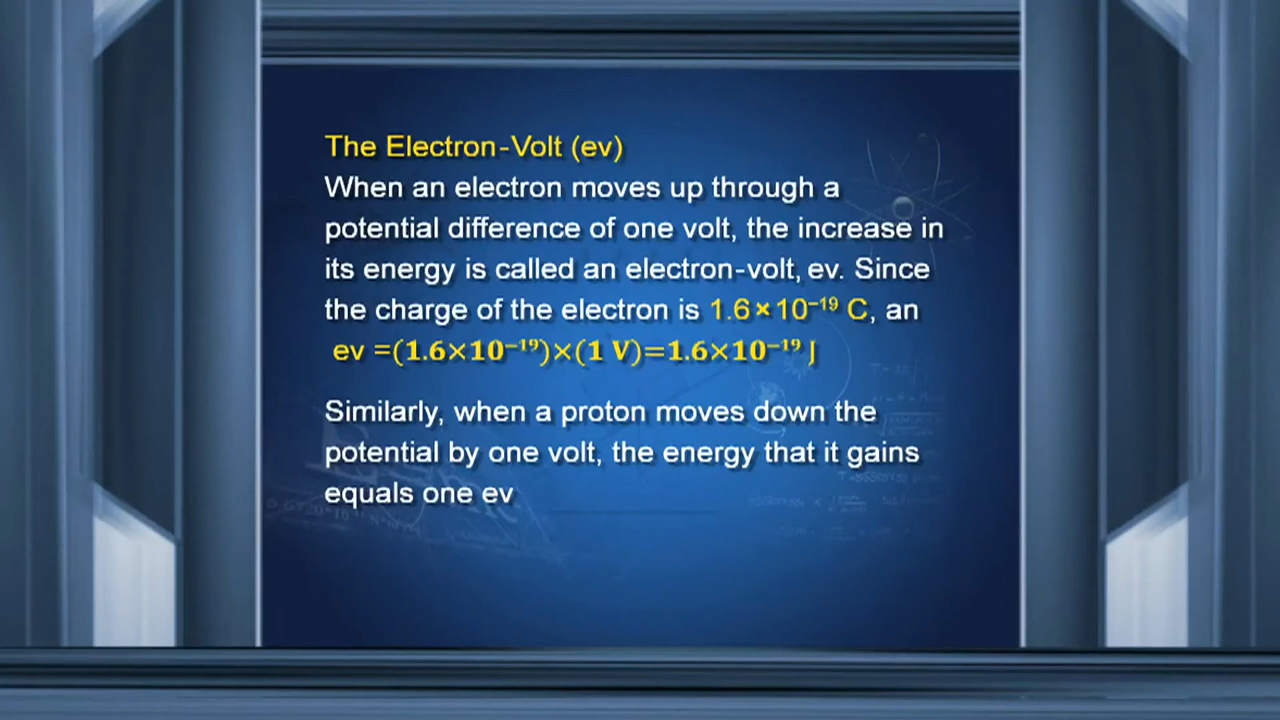 The Electron-Volt (ev)
When an electron moves up through a
potential difference of one volt, the increase in
its energy is called an electron-volt, ev. Since
the charge of the electron is 1.6×10⁻¹⁹ C, an
ev =(1.6×10⁻¹⁹)×(1 V)=1.6×10⁻¹⁹ J
Similarly, when a proton moves down the
potential by one volt, the energy that it gains
equals one ev